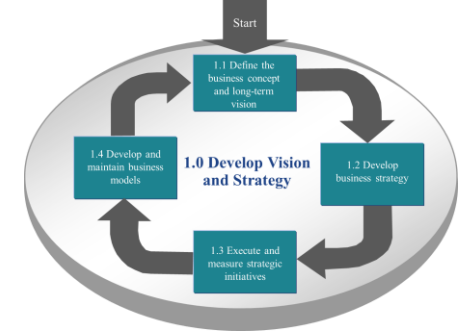 Start
1.1 Define the
business concept
and long-term
vision
1.4 Develop and
maintain business
models
1.0 Develop Vision
and Strategy
1.2 Develop
business strategy
1.3 Execute and
measure strategic
initiatives